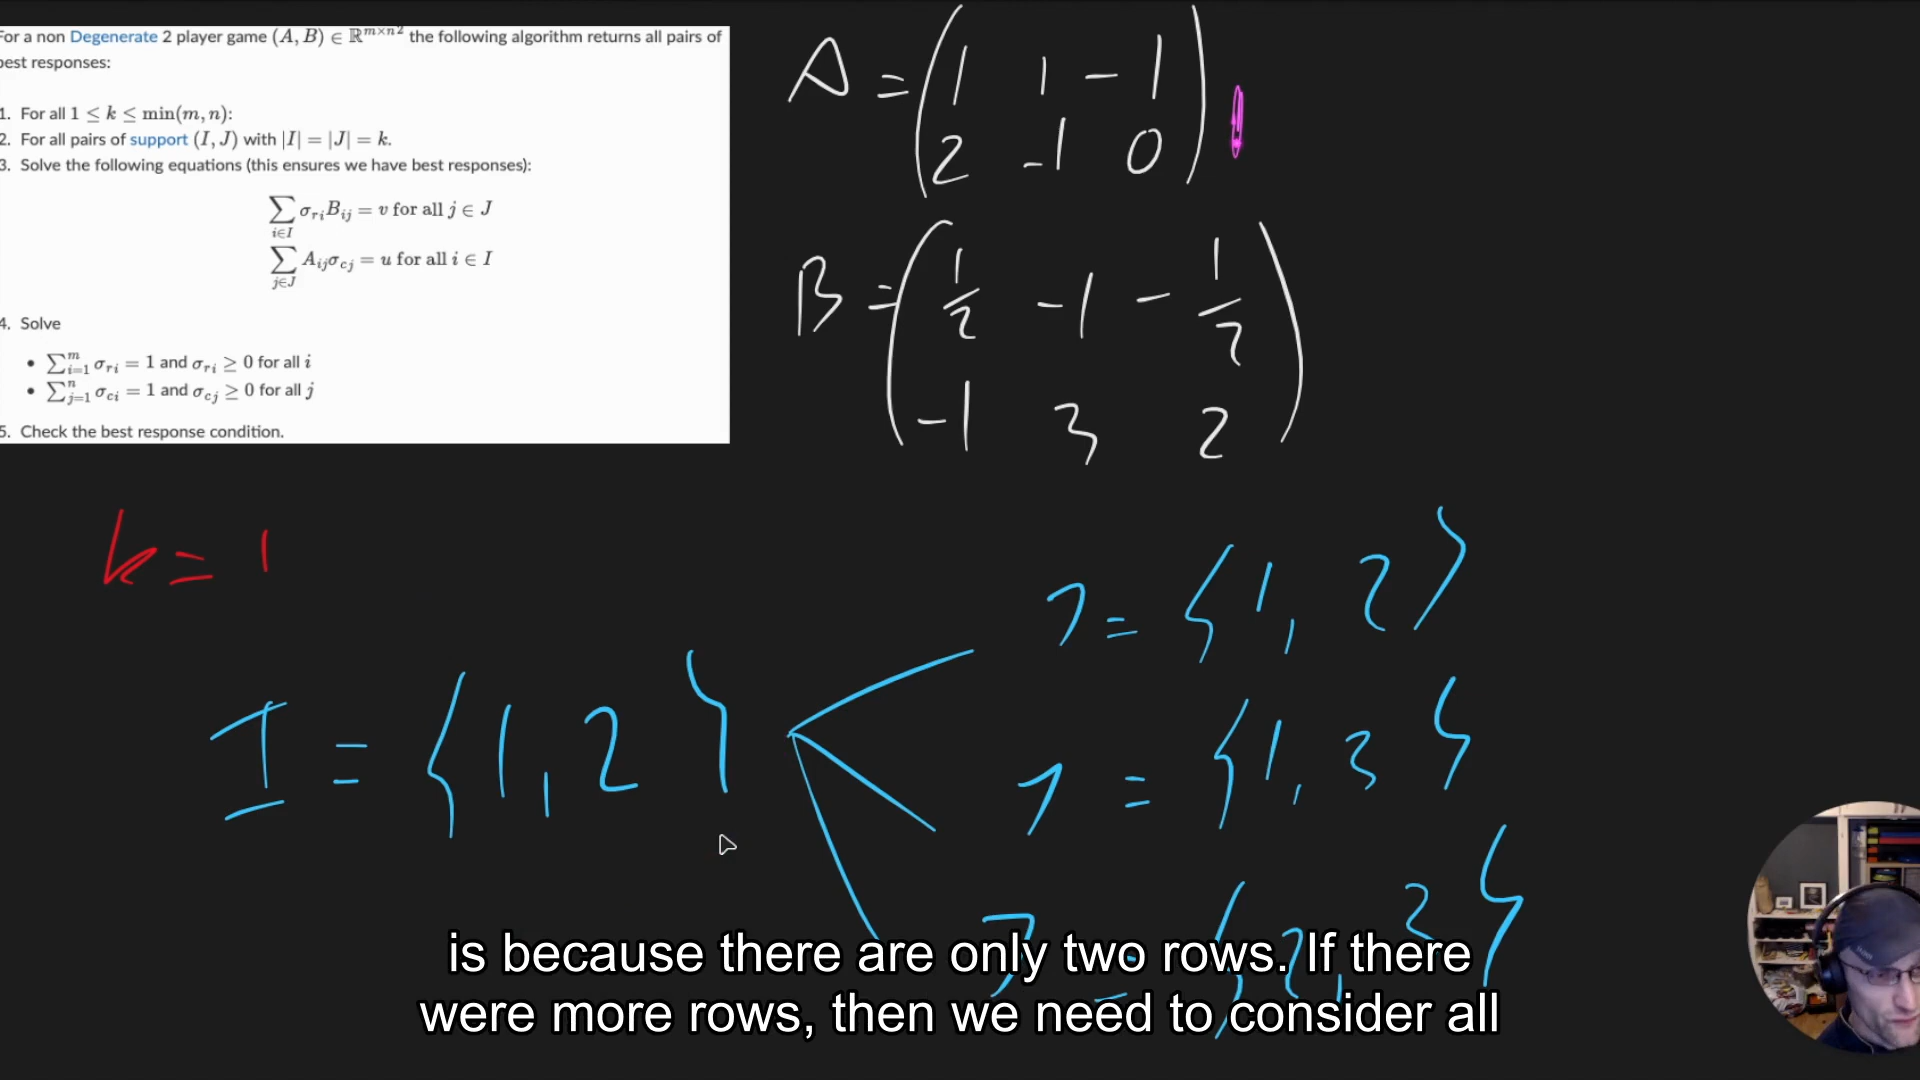 For a non Degenerate 2 player game (A, B) ∈ ℝ^{m×n²} the following algorithm returns all pairs of
best responses:
1. For all 1 ≤ k ≤ min(m, n):
2. For all pairs of support (I, J) with |I| = |J| = k.
3. Solve the following equations (this ensures we have best responses):
∑_{i∈I} σ_{ri}B_{ij} = v for all j ∈ J
∑_{j∈J} A_{ij}σ_{cj} = u for all i ∈ I
4. Solve
• ∑_{i=1}^{m} σ_{ri} = 1 and σ_{ri} ≥ 0 for all i
• ∑_{j=1}^{n} σ_{ci} = 1 and σ_{cj} ≥ 0 for all j
5. Check the best response condition.
A = ( 1 1 -1
2 -1 0 )
B = ( 1/2 -1 -1/2
-1 3 2 )
k = 1
J = {1, 2}
I = {1, 2}
J = {1, 3}
J = {2, 3}
is because there are only two rows. If there
were more rows, then we need to consider all